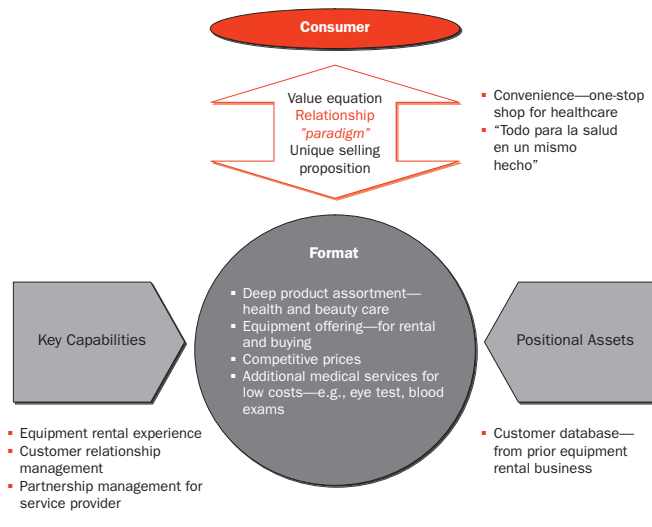 Consumer
Value equation
Relationship
"paradigm"
Unique selling
proposition
▪ Convenience—one-stop
shop for healthcare
▪ “Todo para la salud
en un mismo
hecho”
Format
▪ Deep product assortment—
health and beauty care
▪ Equipment offering—for rental
and buying
▪ Competitive prices
▪ Additional medical services for
low costs—e.g., eye test, blood
exams
Key Capabilities
Positional Assets
▪ Equipment rental experience
▪ Customer relationship
management
▪ Partnership management for
service provider
▪ Customer database—
from prior equipment
rental business